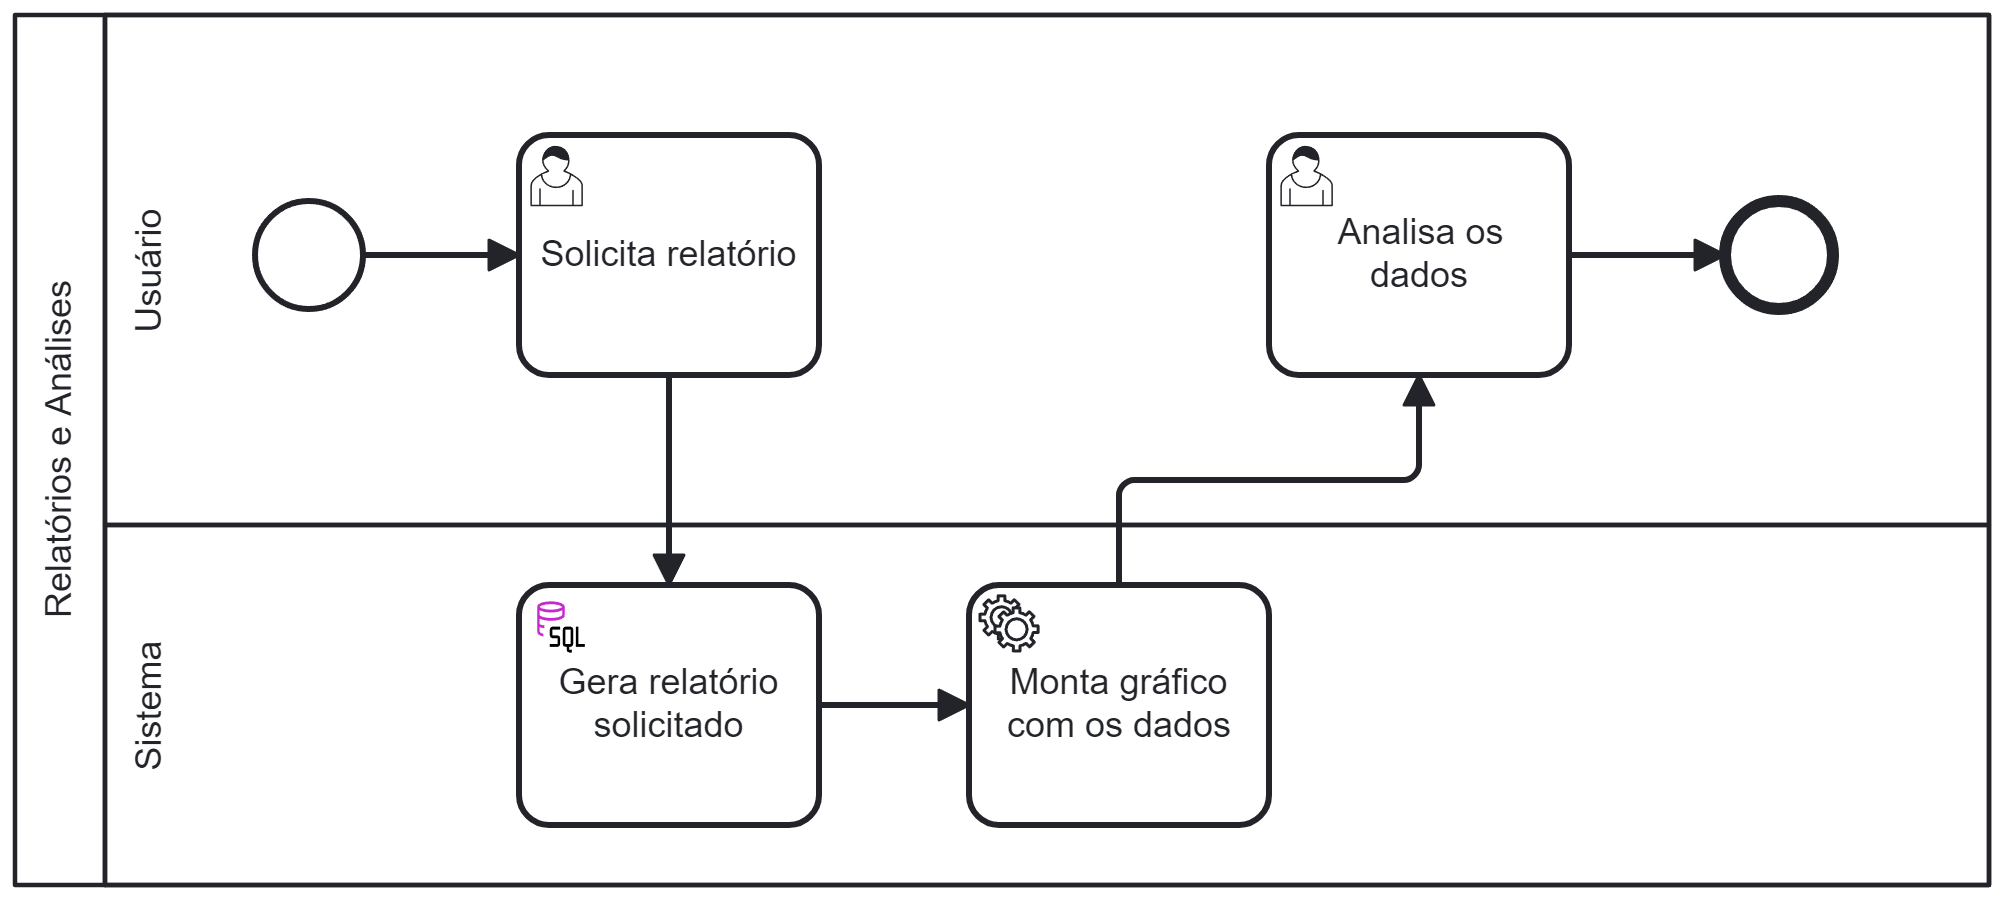 Relatórios e Análises
Usuário
Solicita relatório
Analisa os
dados
Sistema
SQL
Gera relatório
solicitado
Monta gráfico
com os dados